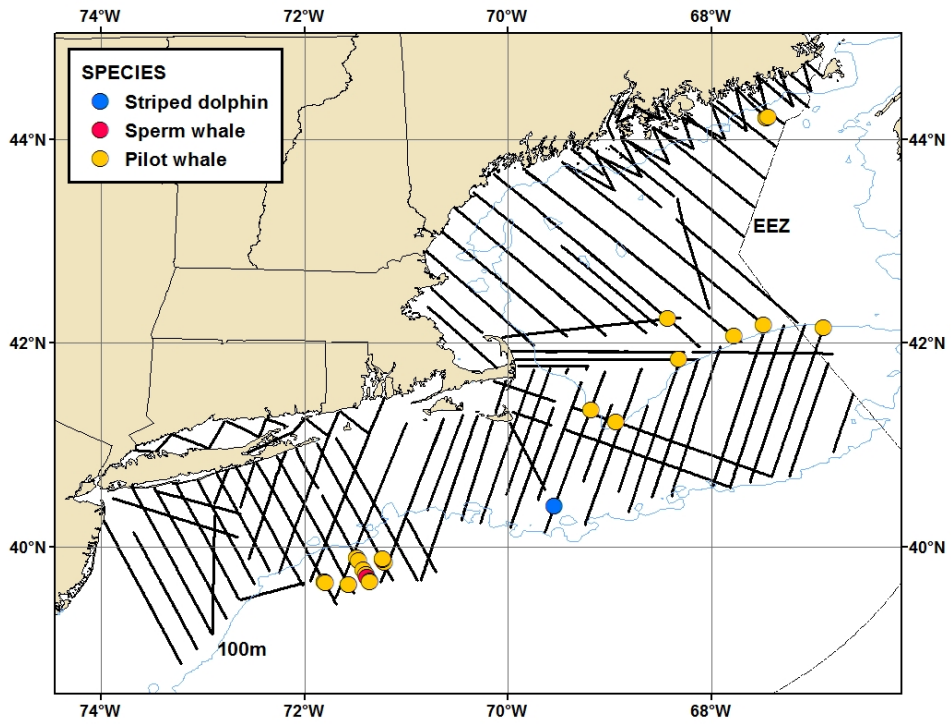 74°W 72°W 70°W 68°W
SPECIES
Striped dolphin
Sperm whale
Pilot whale
44°N 44°N
EEZ
42°N 42°N
40°N 40°N
100m
74°W 72°W 70°W 68°W